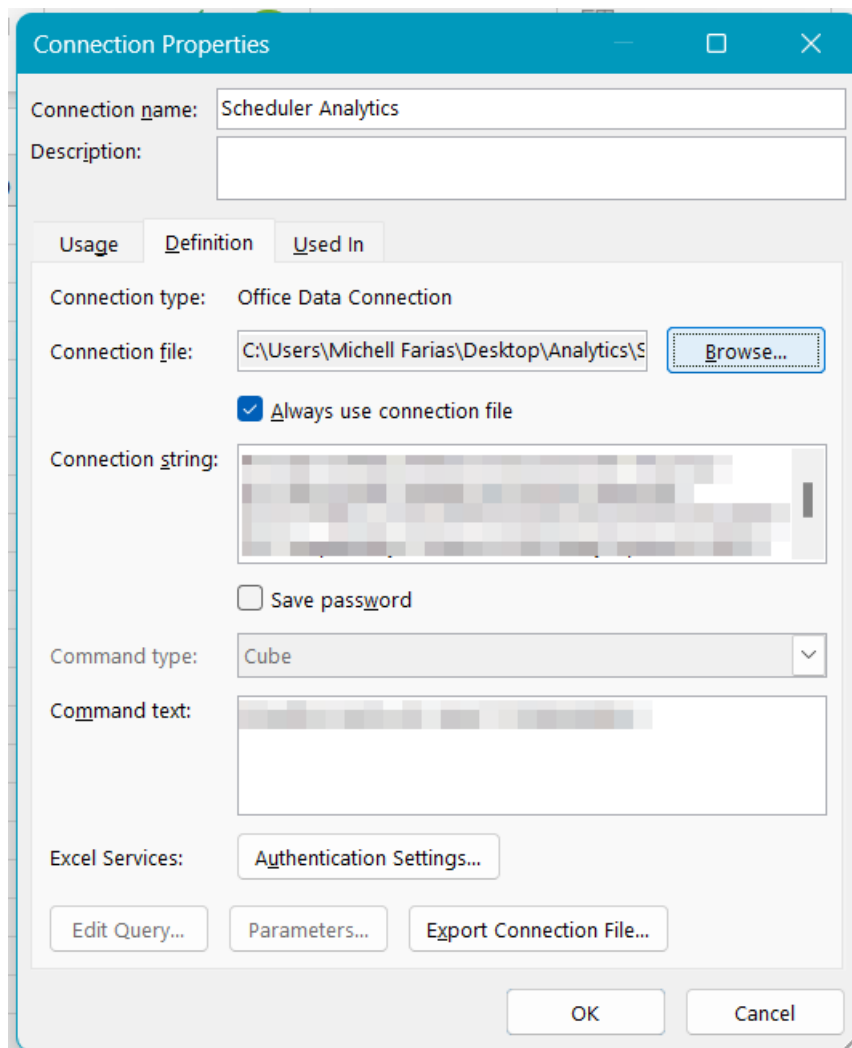 Connection Properties
Connection name: Scheduler Analytics
Description:
Usage Definition Used In
Connection type: Office Data Connection
Connection file: C:\Users\Michell Farias\Desktop\Analytics\S Browse...
Always use connection file
Connection string:
Save password
Command type: Cube
Command text:
Excel Services: Authentication Settings...
Edit Query... Parameters... Export Connection File...
OK Cancel